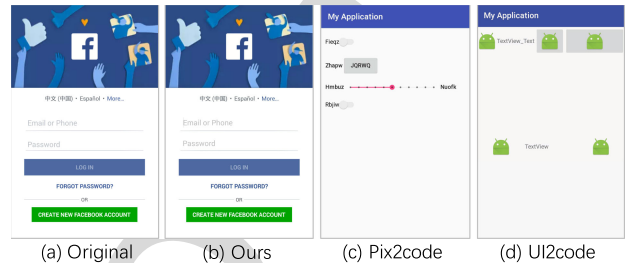 中文 (中国) • Español • More...
Email or Phone
Password
LOG IN
FORGOT PASSWORD?
OR
CREATE NEW FACEBOOK ACCOUNT
(a) Original
中文 (中国) • Español • More...
Email or Phone
Password
LOG IN
FORGOT PASSWORD?
OR
CREATE NEW FACEBOOK ACCOUNT
(b) Ours
My Application
Fieqz
Zhapw JQRWQ
Hmbuz Nuofk
Rbjiw
(c) Pix2code
My Application
TextView_Text
TextView
(d) UI2code